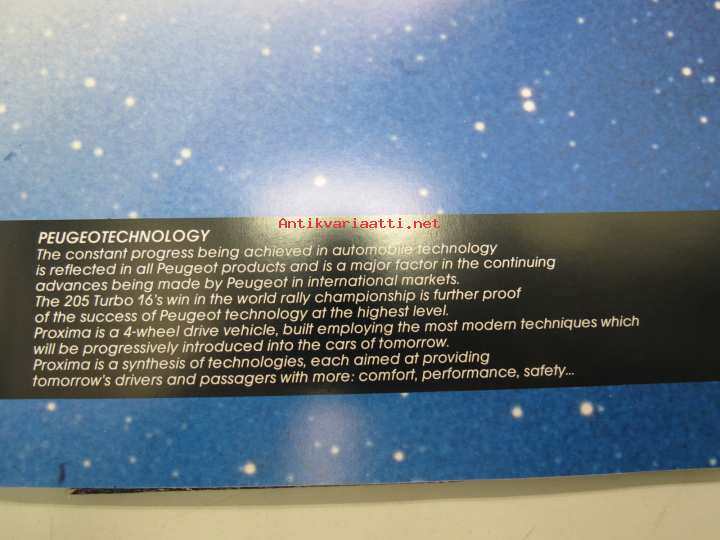 Antikvariaatti.net
PEUGEOTECHNOLOGY
The constant progress being achieved in automobile technology
is reflected in all Peugeot products and is a major factor in the continuing
advances being made by Peugeot in international markets.
The 205 Turbo 16's win in the world rally championship is further proof
of the success of Peugeot technology at the highest level.
Proxima is a 4-wheel drive vehicle, built employing the most modern techniques which
will be progressively introduced into the cars of tomorrow.
Proxima is a synthesis of technologies, each aimed at providing
tomorrow's drivers and passagers with more: comfort, performance, safety...